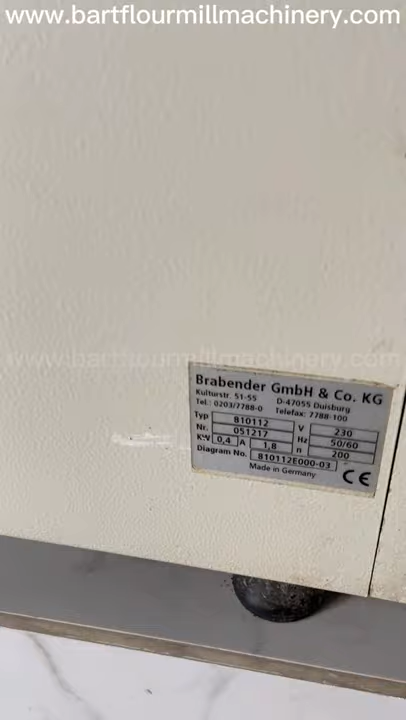 www.bartflourmillmachinery.com
www.bartflourmillmachinery.com
Brabender GmbH & Co. KG
Kulturstr. 51-55 D-47055 Duisburg
Tel.: 0203/7788-0 Telefax: 7788-100
Typ 810112 V 230
Nr. 051217 Hz 50/60
KW 0,4 A 1,8 n 200
Diagram No. 810112E000-03
Made in Germany CE